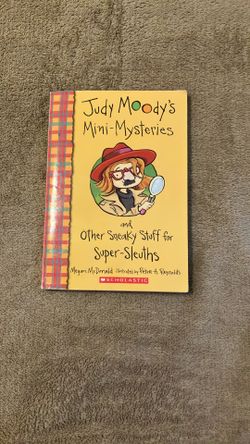 Judy Moody's
Mini-Mysteries
and
Other Sneaky Stuff for
Super-Sleuths
Megan McDonald illustrated by Peter H. Reynolds
SCHOLASTIC